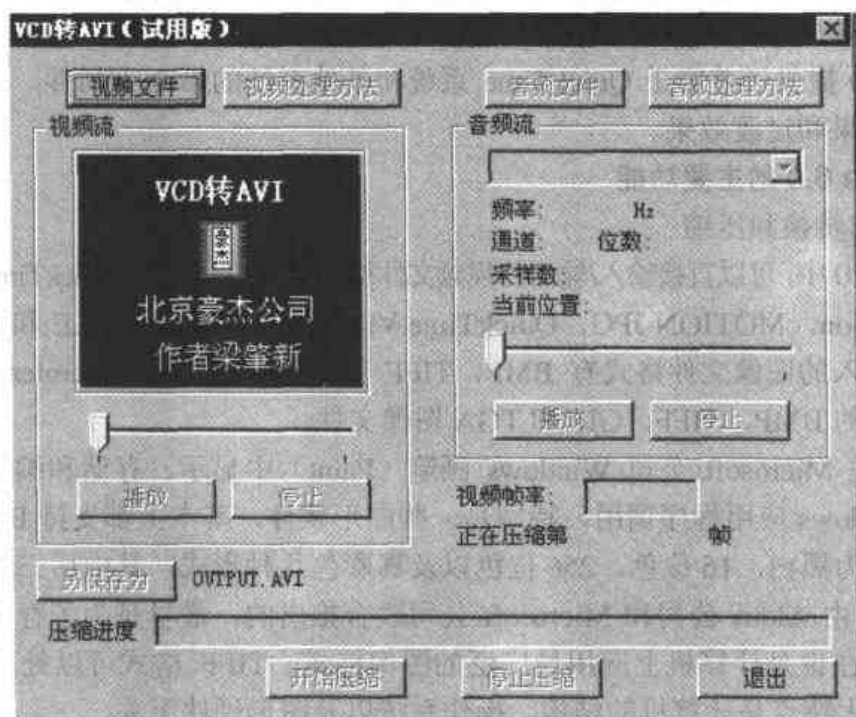 VCD转AVI（试用版）
视频文件 视频处理方法 音频文件 音频处理方法
视频流
VCD转AVI
豪杰
北京豪杰公司
作者梁肇新
播放 停止
音频流
频率: Hz
通道: 位数:
采样数:
当前位置:
播放 停止
视频帧率:
正在压缩第 帧
另保存为 OUTPUT.AVI
压缩进度
开始压缩 停止压缩 退出